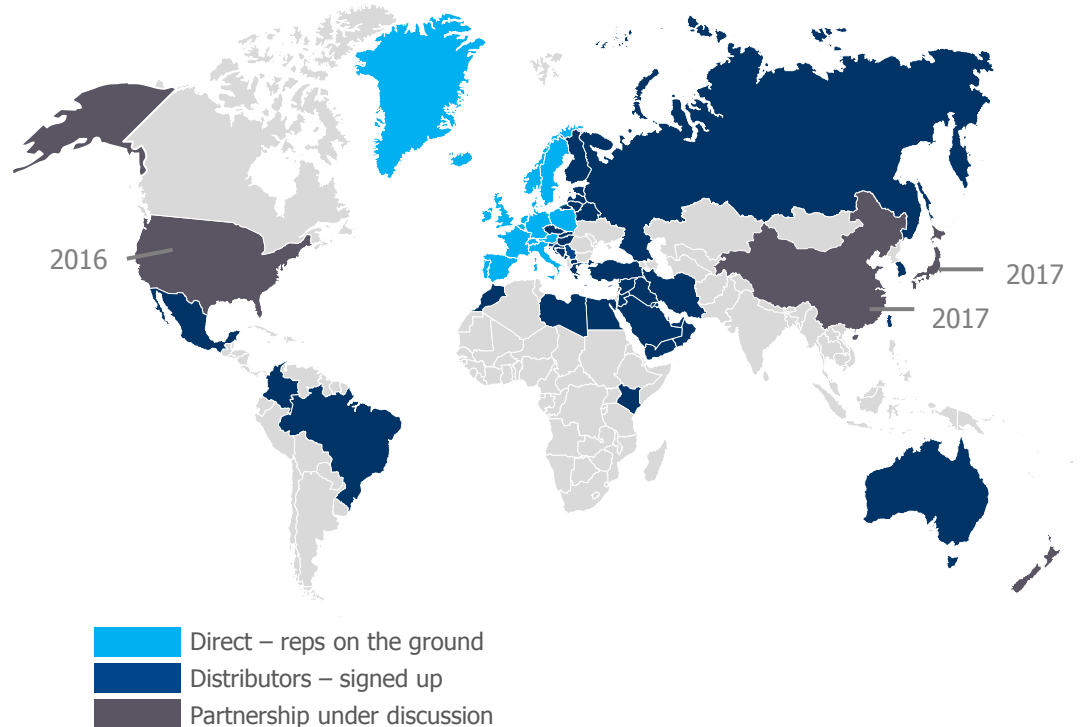 2016
2017
2017
Direct – reps on the ground
Distributors – signed up
Partnership under discussion